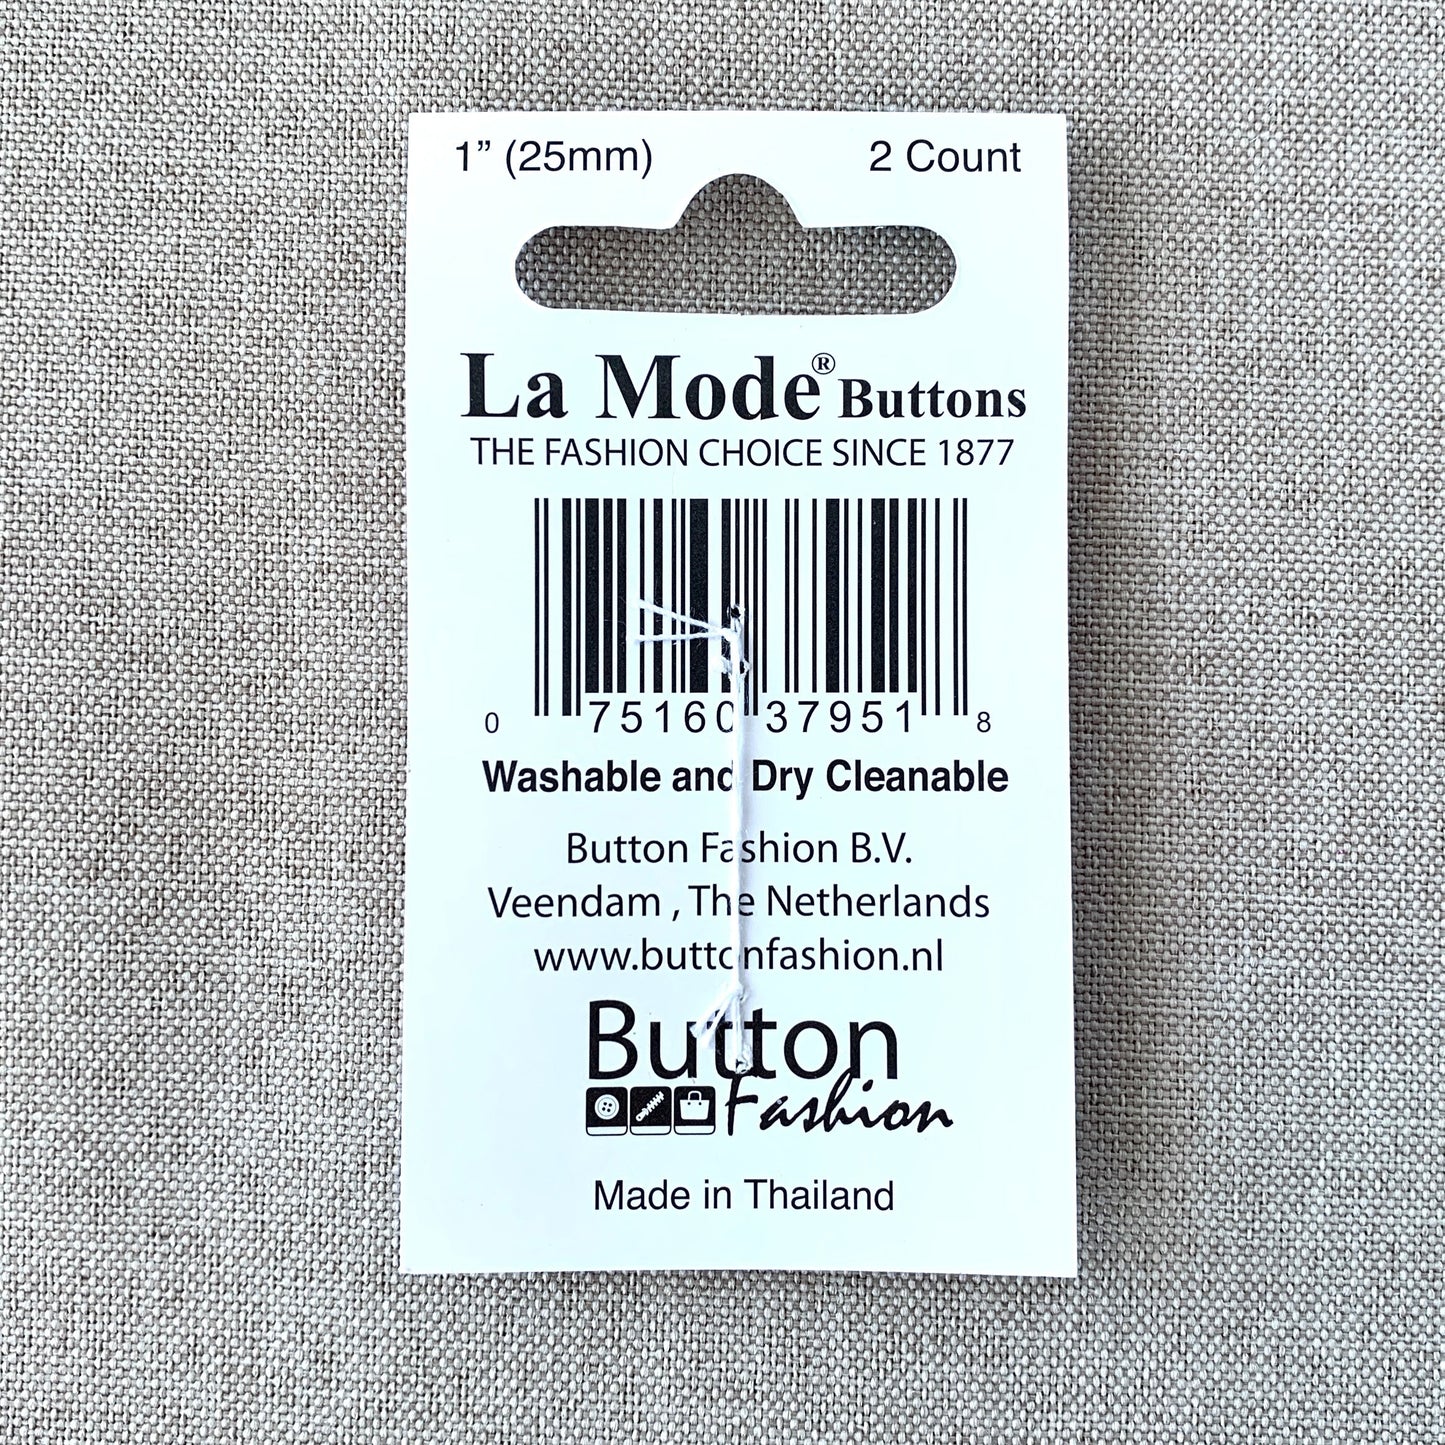 1” (25mm) 2 Count
La Mode® Buttons
THE FASHION CHOICE SINCE 1877
0 75160 37951 8
Washable and Dry Cleanable
Button Fashion B.V.
Veendam , The Netherlands
www.buttonfashion.nl
Button
Fashion
Made in Thailand